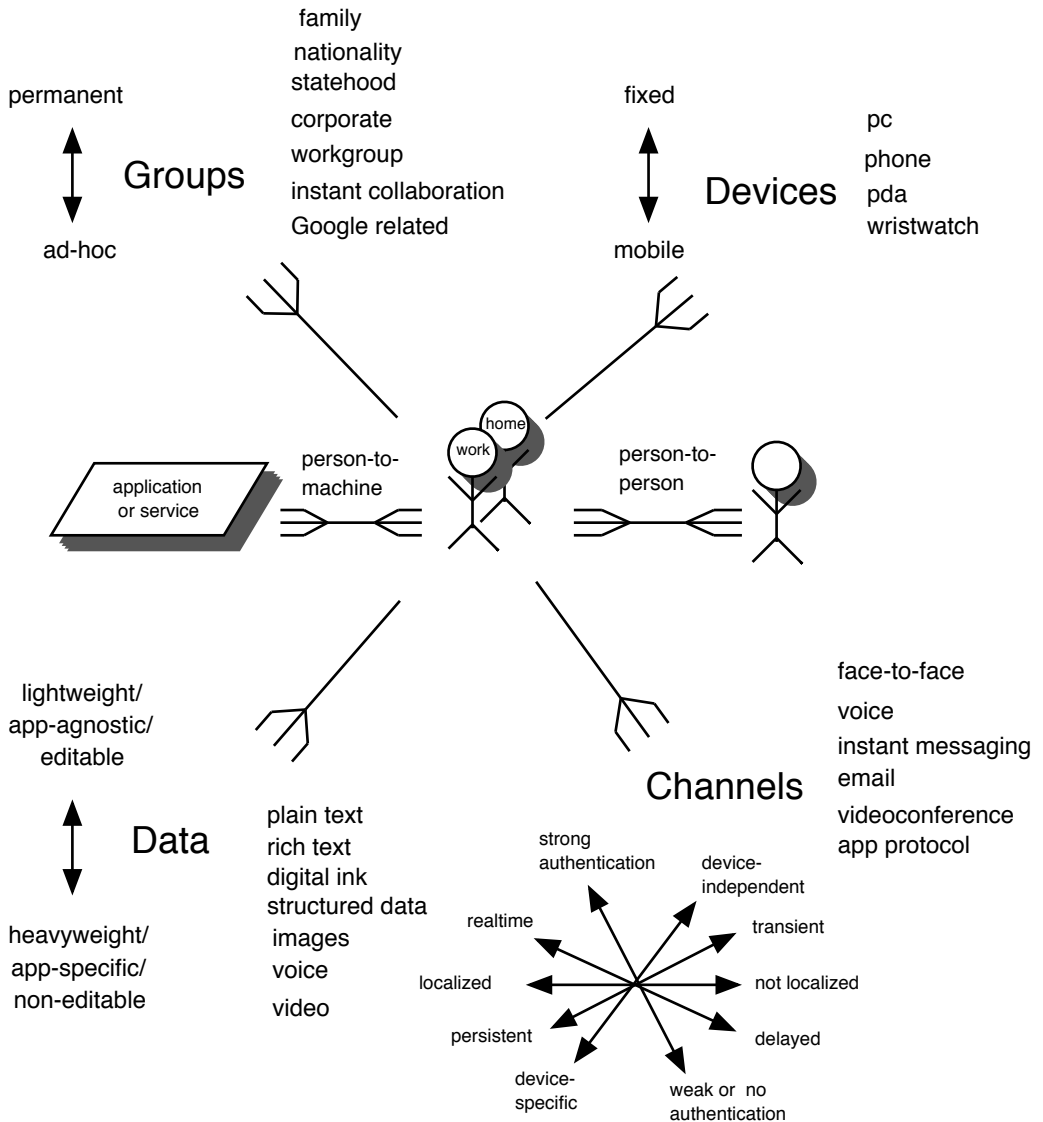 family
nationality
statehood
corporate
workgroup
instant collaboration
Google related
permanent
Groups
ad-hoc
fixed
Devices
mobile
pc
phone
pda
wristwatch
application
or service
person-to-
machine
work
home
person-to-
person
lightweight/
app-agnostic/
editable
Data
heavyweight/
app-specific/
non-editable
plain text
rich text
digital ink
structured data
images
voice
video
Channels
face-to-face
voice
instant messaging
email
videoconference
app protocol
strong
authentication
device-
independent
realtime
transient
localized
not localized
persistent
delayed
device-
specific
weak or no
authentication